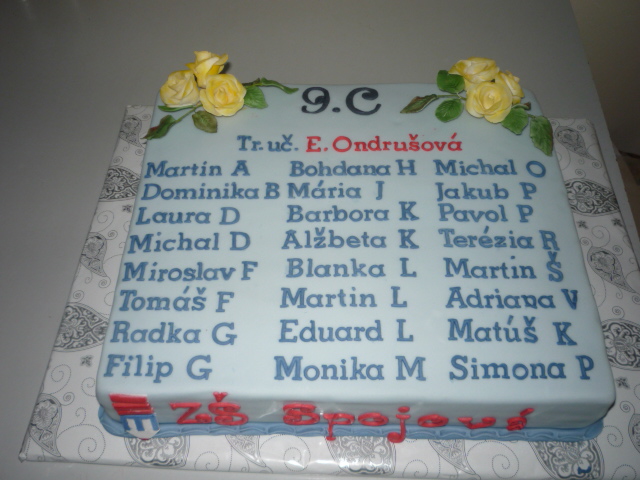 9.C
Tr.uč. E. Ondrušová
Martin A Bohdana H Michal O
Dominika B Mária J Jakub P
Laura D Barbora K Pavol P
Michal D Alžbeta K Terézia R
Miroslav F Blanka L Martin Š
Tomáš F Martin L Adriana V
Radka G Eduard L Matúš K
Filip G Monika M Simona P
ZŠ Spojová